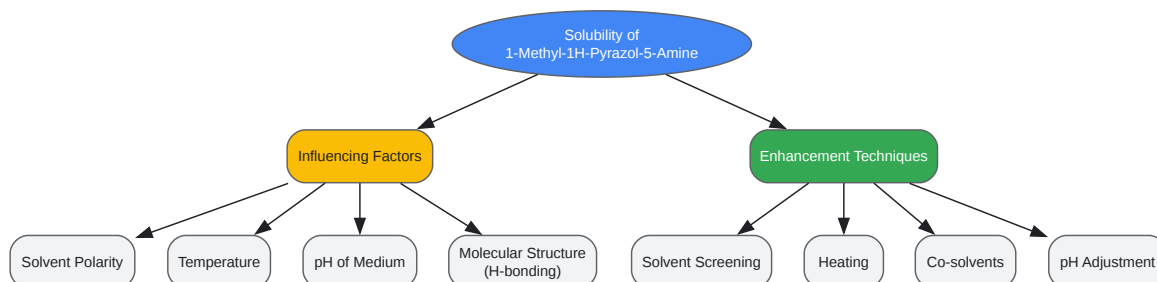 Solubility of
1-Methyl-1H-Pyrazol-5-Amine
Influencing Factors
Enhancement Techniques
Solvent Polarity
Temperature
pH of Medium
Molecular Structure
(H-bonding)
Solvent Screening
Heating
Co-solvents
pH Adjustment